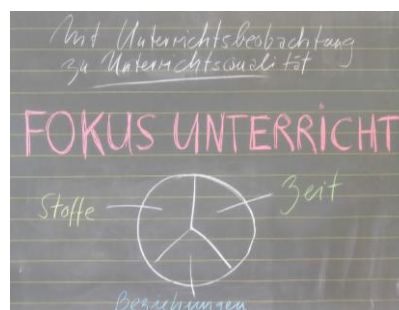 Mit Unterrichtsbeobachtung
zu Unterrichtsqualität
FOKUS UNTERRICHT
Stoffe
Zeit
Beziehungen